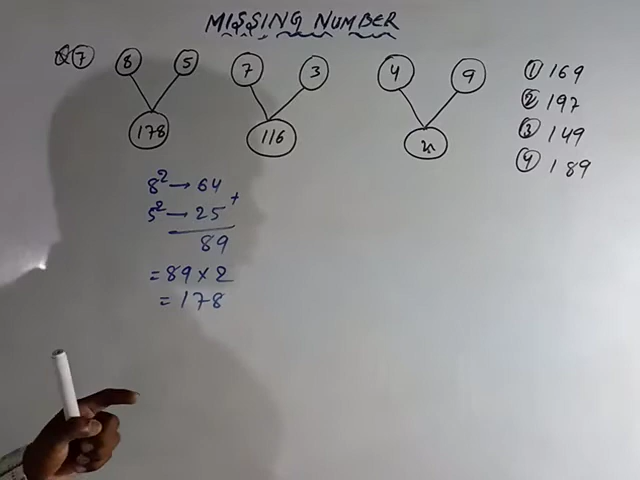 MISSING NUMBER
Q 7 8 5 7 3 4 9
178 116 x
1 169
2 197
3 149
4 189
8² → 64
5² → 25 +
89
= 89 × 2
= 178